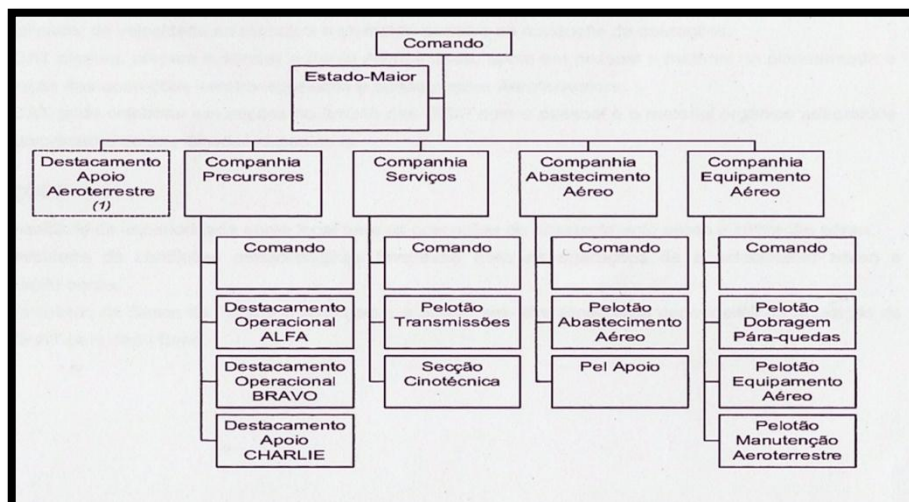 Comando
Estado-Maior
Destacamento
Apoio
Aeroterrestre
(1)
Companhia
Precursores
Companhia
Serviços
Companhia
Abastecimento
Aéreo
Companhia
Equipamento
Aéreo
Comando
Destacamento
Operacional
ALFA
Destacamento
Operacional
BRAVO
Destacamento
Apoio
CHARLIE
Comando
Pelotão
Transmissões
Secção
Cinotécnica
Comando
Pelotão
Abastecimento
Aéreo
Pel Apoio
Comando
Pelotão
Dobragem
Pára-quedas
Pelotão
Equipamento
Aéreo
Pelotão
Manutenção
Aeroterrestre